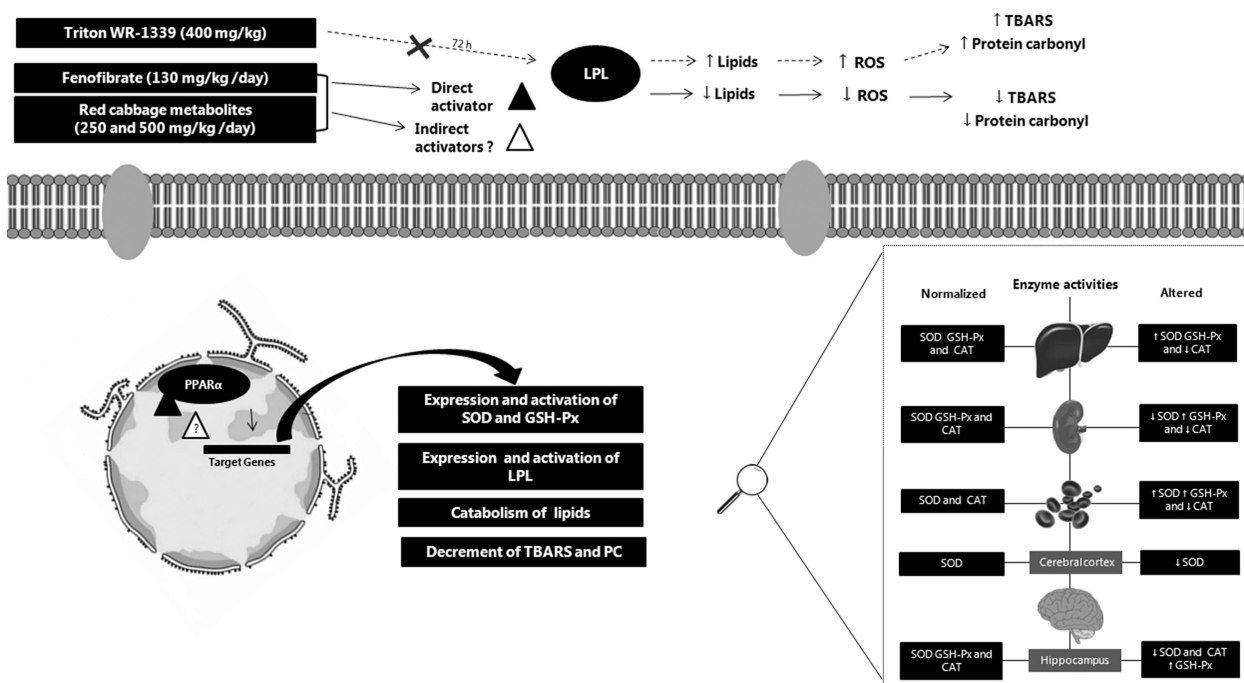 Triton WR-1339 (400 mg/kg)
72 h
Fenofibrate (130 mg/kg /day)
Red cabbage metabolites
(250 and 500 mg/kg /day)
Direct
activator
Indirect
activators ?
LPL
↑ Lipids
↑ ROS
↑ TBARS
↑ Protein carbonyl
↓ Lipids
↓ ROS
↓ TBARS
↓ Protein carbonyl
PPARα
?
Target Genes
Expression and activation of
SOD and GSH-Px
Expression and activation of
LPL
Catabolism of lipids
Decrement of TBARS and PC
Normalized
Enzyme activities
Altered
SOD GSH-Px
and CAT
↑SOD GSH-Px
and ↓CAT
SOD GSH-Px and
CAT
↓SOD ↑ GSH-Px
and ↓CAT
SOD and CAT
↑SOD ↑ GSH-Px
and ↓CAT
SOD
Cerebral cortex
↓SOD
SOD GSH-Px and
CAT
Hippocampus
↓SOD and CAT
↑GSH-Px